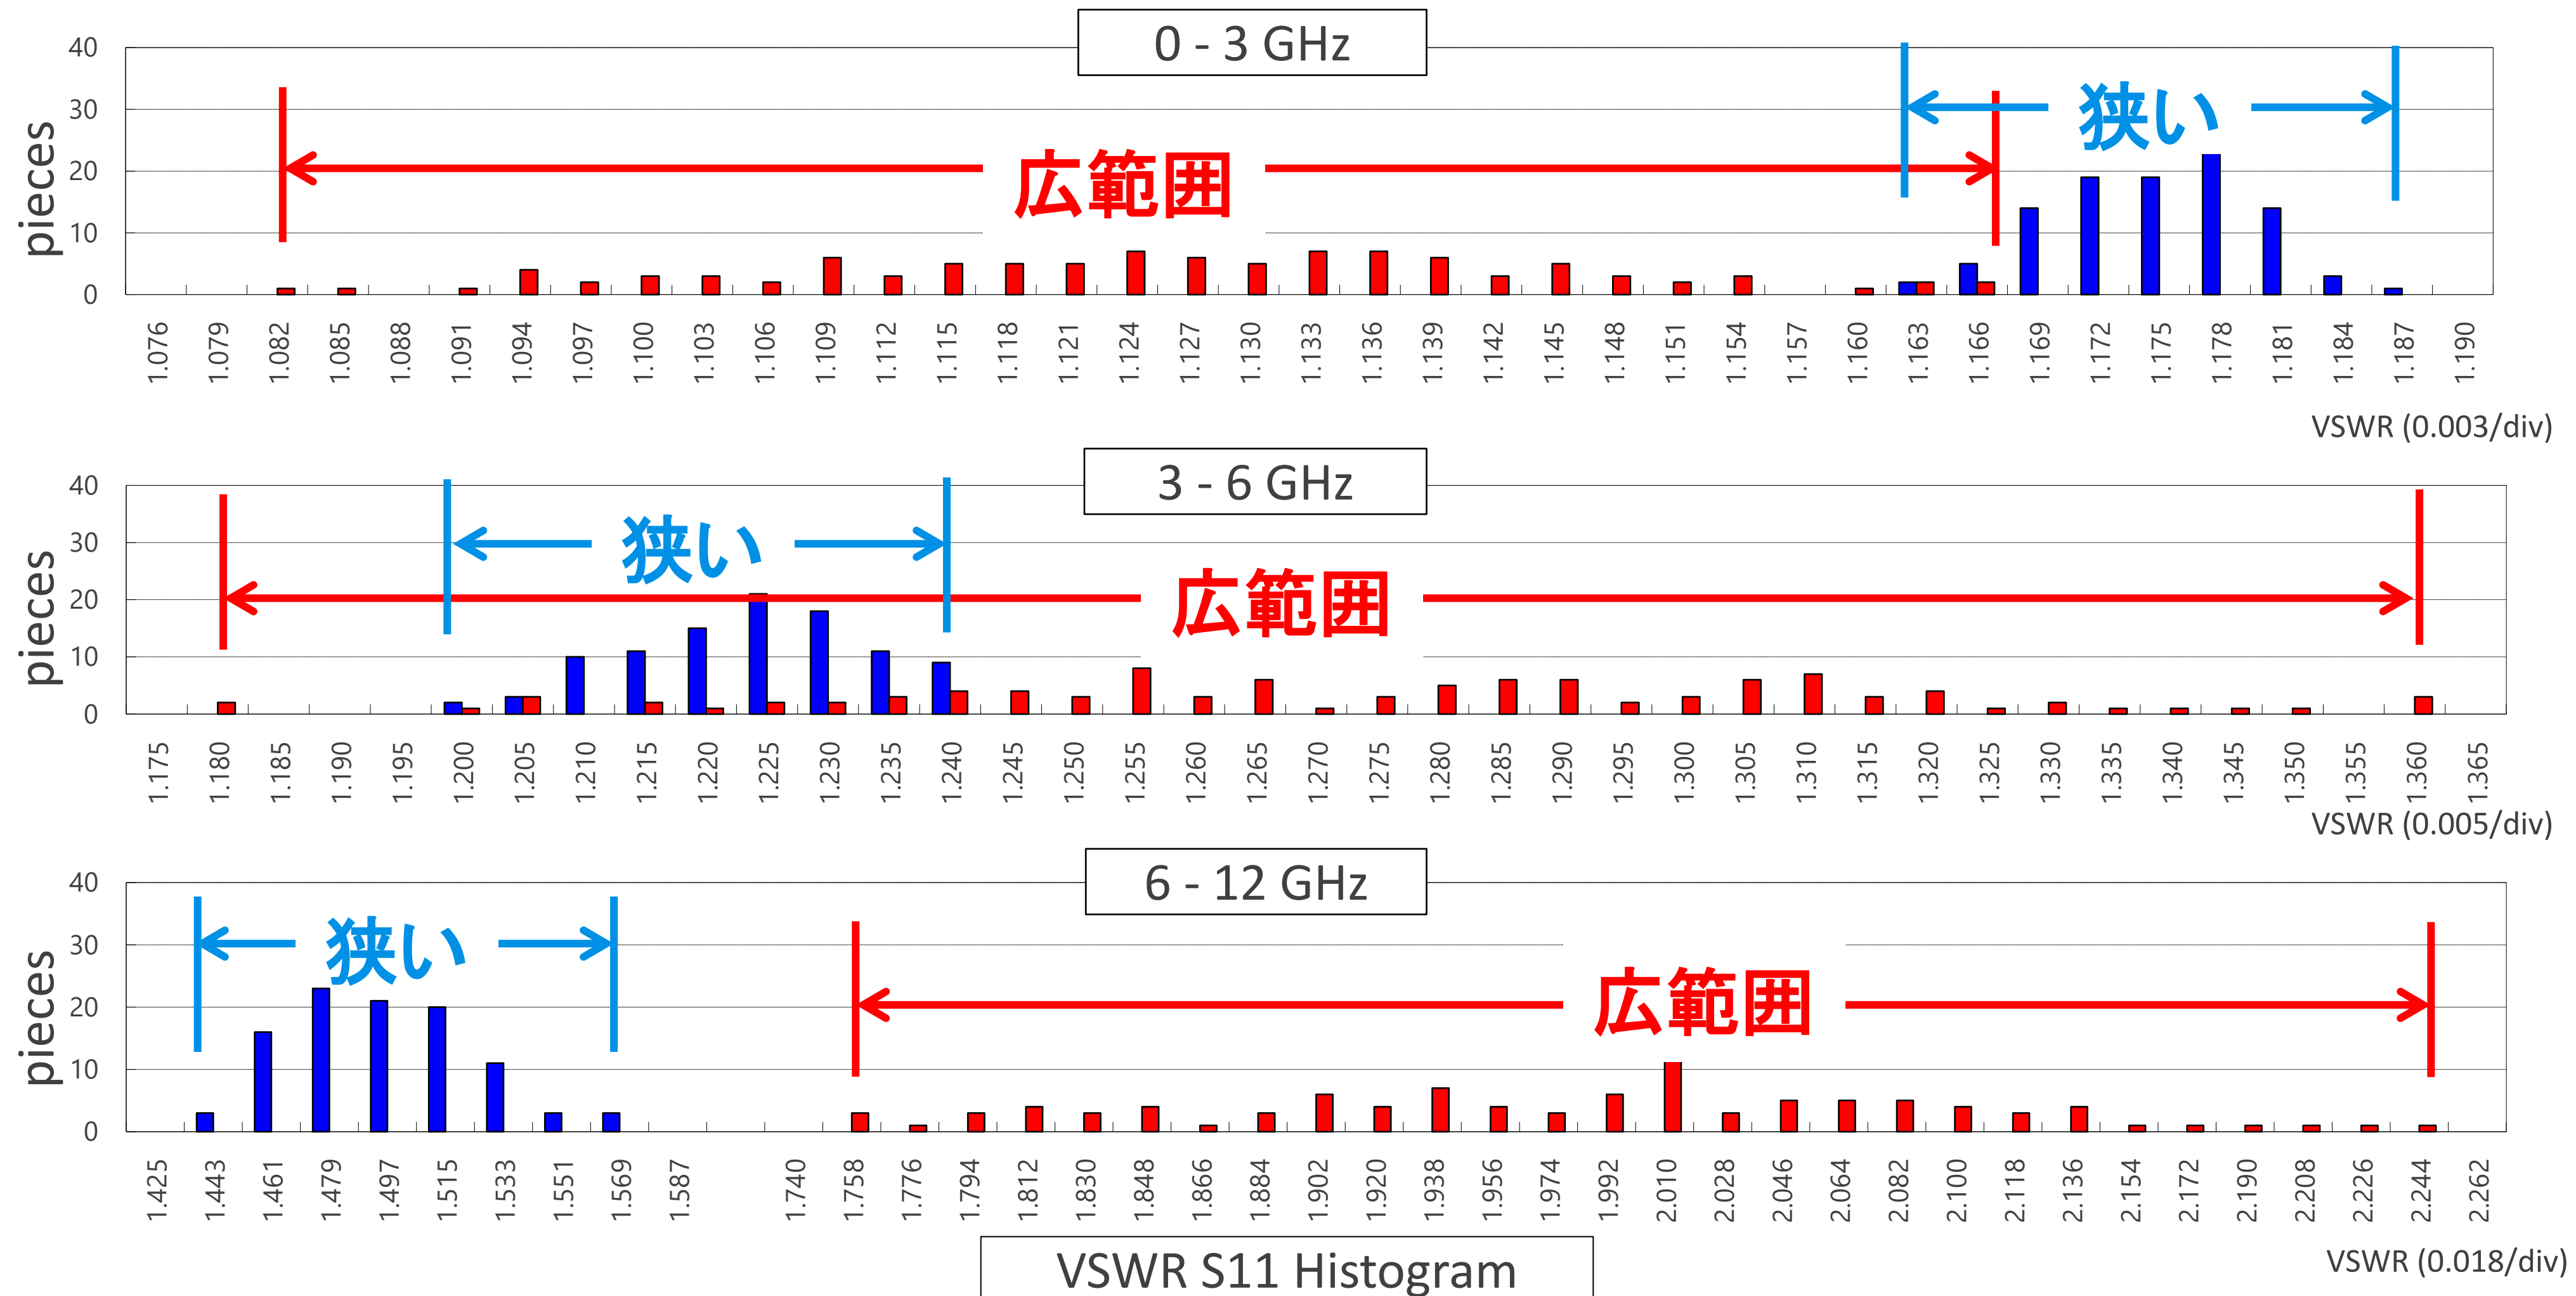 0 - 3 GHz
40
30
20
10
0
pieces
狭い
広範囲
1.076 1.079 1.082 1.085 1.088 1.091 1.094 1.097 1.100 1.103 1.106 1.109 1.112 1.115 1.118 1.121 1.124 1.127 1.130 1.133 1.136 1.139 1.142 1.145 1.148 1.151 1.154 1.157 1.160 1.163 1.166 1.169 1.172 1.175 1.178 1.181 1.184 1.187 1.190
VSWR (0.003/div)
3 - 6 GHz
40
30
20
10
0
pieces
狭い
広範囲
1.175 1.180 1.185 1.190 1.195 1.200 1.205 1.210 1.215 1.220 1.225 1.230 1.235 1.240 1.245 1.250 1.255 1.260 1.265 1.270 1.275 1.280 1.285 1.290 1.295 1.300 1.305 1.310 1.315 1.320 1.325 1.330 1.335 1.340 1.345 1.350 1.355 1.360 1.365
VSWR (0.005/div)
6 - 12 GHz
40
30
20
10
0
pieces
狭い
広範囲
1.425 1.443 1.461 1.479 1.497 1.515 1.533 1.551 1.569 1.587 1.740 1.758 1.776 1.794 1.812 1.830 1.848 1.866 1.884 1.902 1.920 1.938 1.956 1.974 1.992 2.010 2.028 2.046 2.064 2.082 2.100 2.118 2.136 2.154 2.172 2.190 2.208 2.226 2.244 2.262
VSWR (0.018/div)
VSWR S11 Histogram